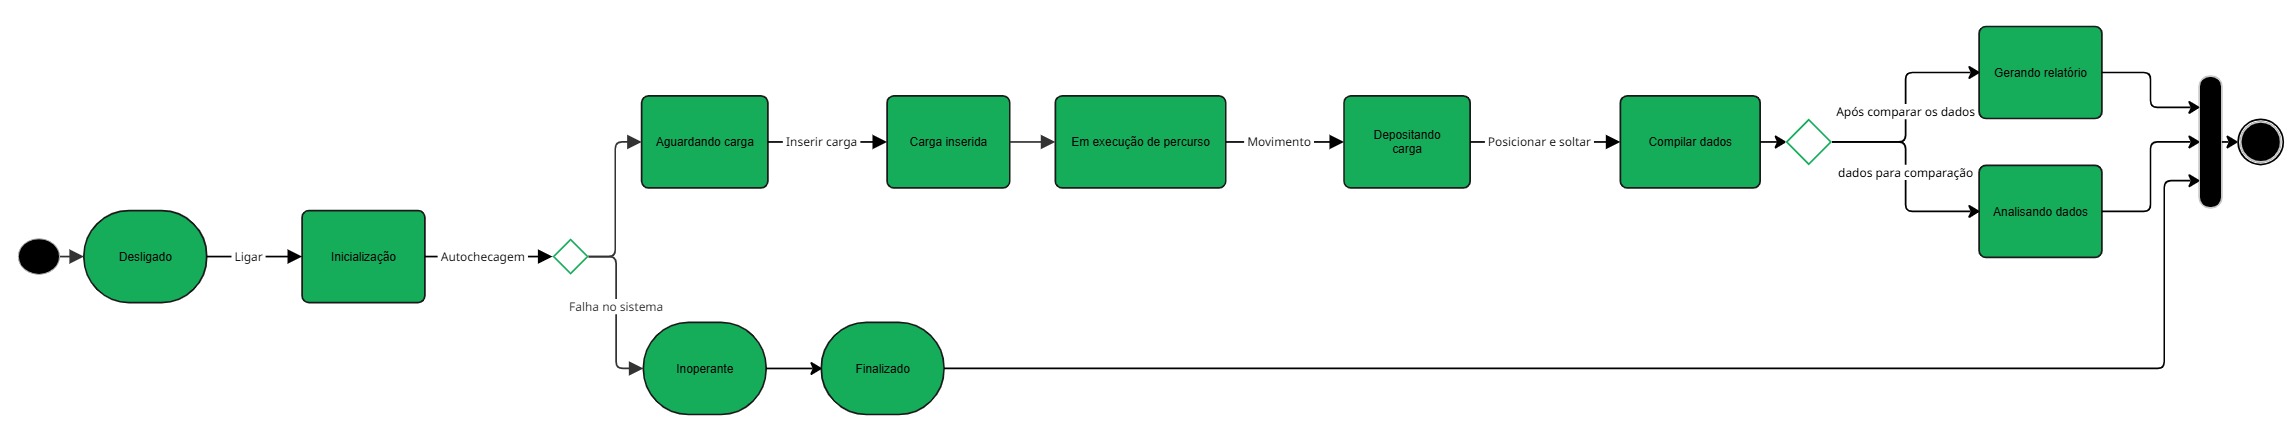 Gerando relatório
Após comparar os dados
Aguardando carga
Inserir carga
Carga inserida
Em execução de percurso
Movimento
Depositando
carga
Posicionar e soltar
Compilar dados
dados para comparação
Analisando dados
Desligado
Ligar
Inicialização
Autochecagem
Falha no sistema
Inoperante
Finalizado